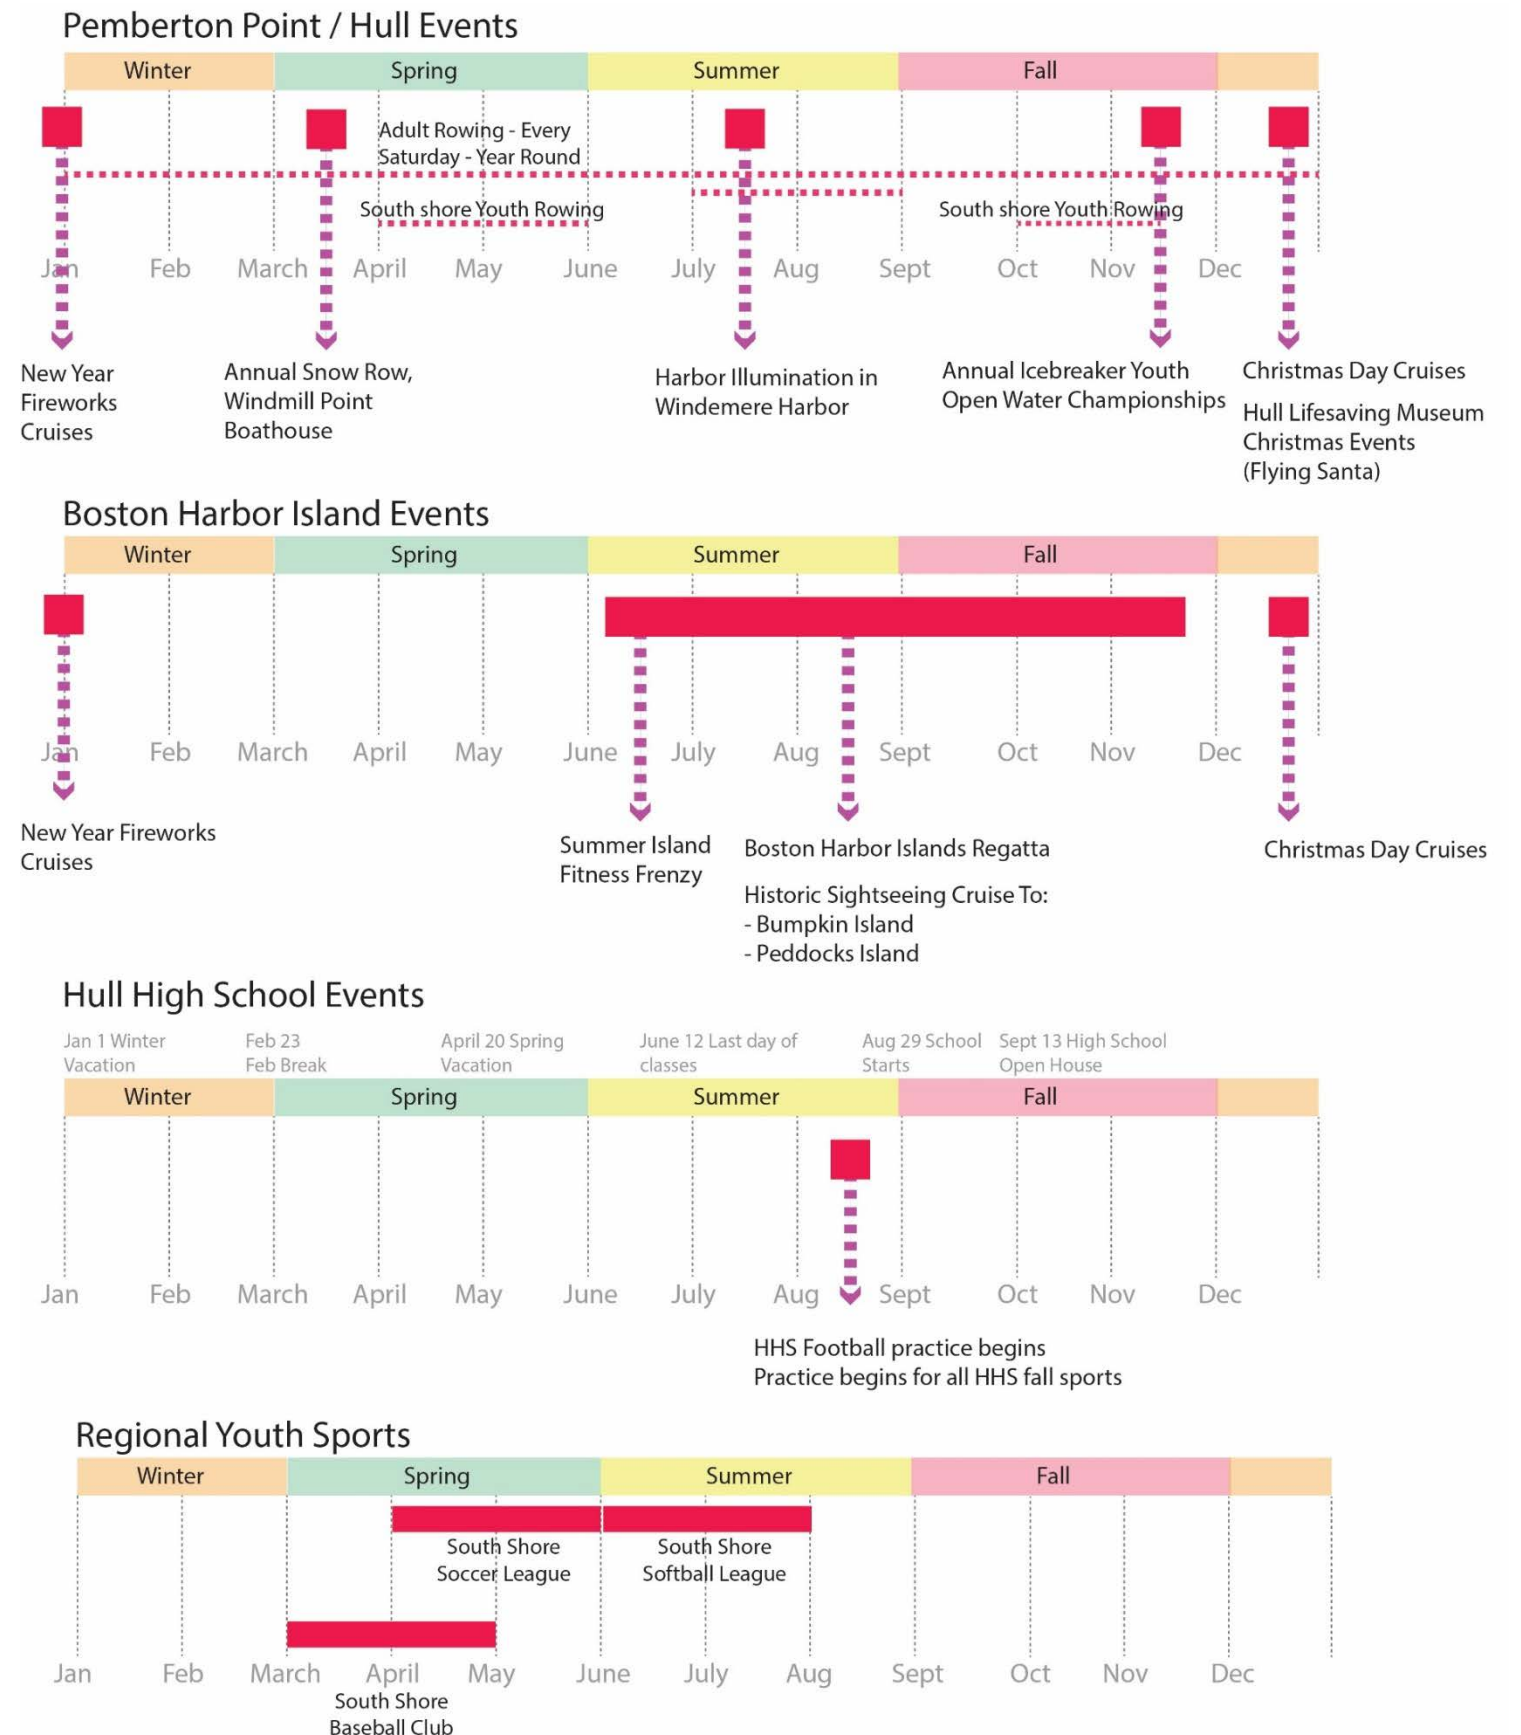 Pemberton Point / Hull Events
Winter
Spring
Summer
Fall
Adult Rowing - Every
Saturday - Year Round
South shore Youth Rowing
South shore Youth Rowing
Jan
Feb
March
April
May
June
July
Aug
Sept
Oct
Nov
Dec
New Year
Fireworks
Cruises
Annual Snow Row,
Windmill Point
Boathouse
Harbor Illumination in
Windemere Harbor
Annual Icebreaker Youth
Open Water Championships
Christmas Day Cruises
Hull Lifesaving Museum
Christmas Events
(Flying Santa)
Boston Harbor Island Events
Winter
Spring
Summer
Fall
Jan
Feb
March
April
May
June
July
Aug
Sept
Oct
Nov
Dec
New Year Fireworks
Cruises
Summer Island
Fitness Frenzy
Boston Harbor Islands Regatta
Historic Sightseeing Cruise To:
- Bumpkin Island
- Peddocks Island
Christmas Day Cruises
Hull High School Events
Jan 1 Winter
Vacation
Feb 23
Feb Break
April 20 Spring
Vacation
June 12 Last day of
classes
Aug 29 School
Starts
Sept 13 High School
Open House
Winter
Spring
Summer
Fall
Jan
Feb
March
April
May
June
July
Aug
Sept
Oct
Nov
Dec
HHS Football practice begins
Practice begins for all HHS fall sports
Regional Youth Sports
Winter
Spring
Summer
Fall
South Shore
Soccer League
South Shore
Softball League
Jan
Feb
March
April
May
June
July
Aug
Sept
Oct
Nov
Dec
South Shore
Baseball Club